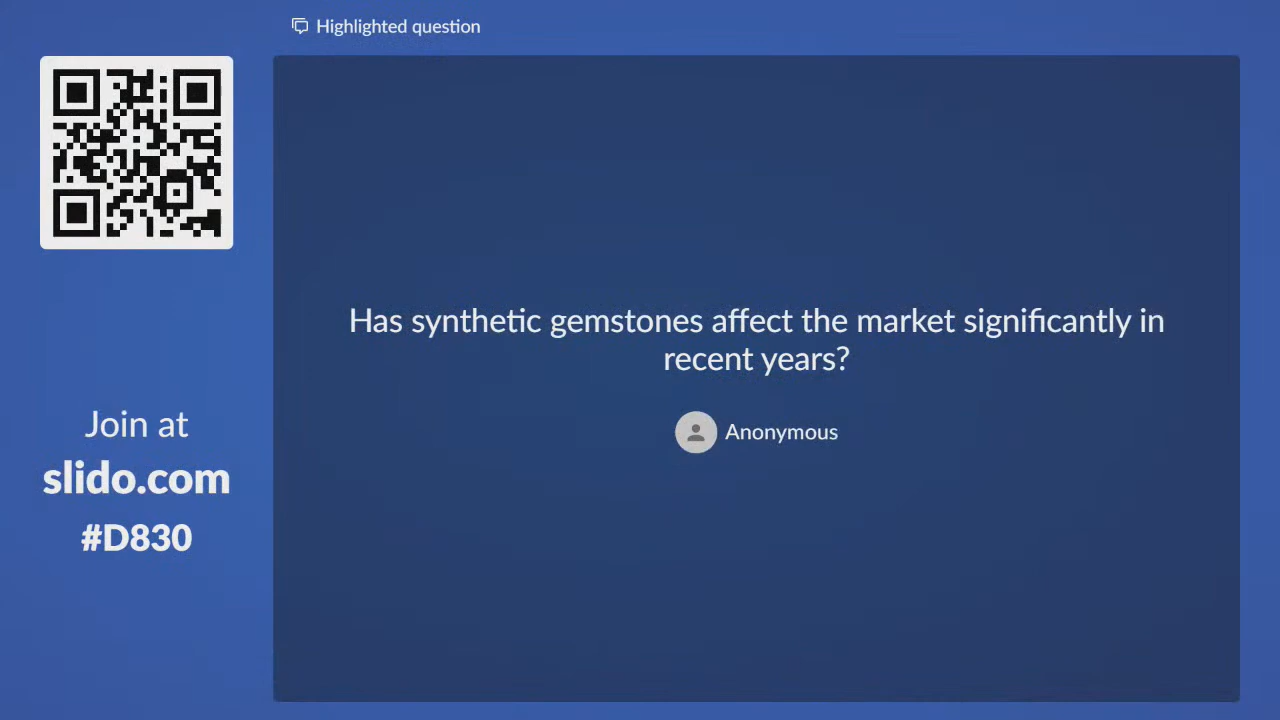 Highlighted question
Has synthetic gemstones affect the market significantly in
recent years?
Anonymous
Join at
slido.com
#D830